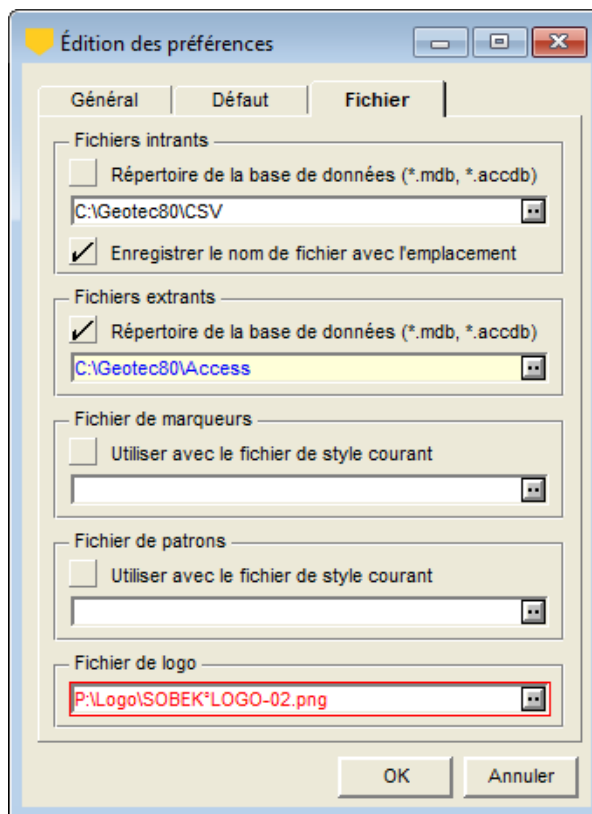 Édition des préférences
Général Défaut Fichier
Fichiers intrants
Répertoire de la base de données (*.mdb, *.accdb)
C:\Geotec80\CSV
Enregistrer le nom de fichier avec l'emplacement
Fichiers extrants
Répertoire de la base de données (*.mdb, *.accdb)
C:\Geotec80\Access
Fichier de marqueurs
Utiliser avec le fichier de style courant
Fichier de patrons
Utiliser avec le fichier de style courant
Fichier de logo
P:\Logo\SOBEK°LOGO-02.png
OK Annuler